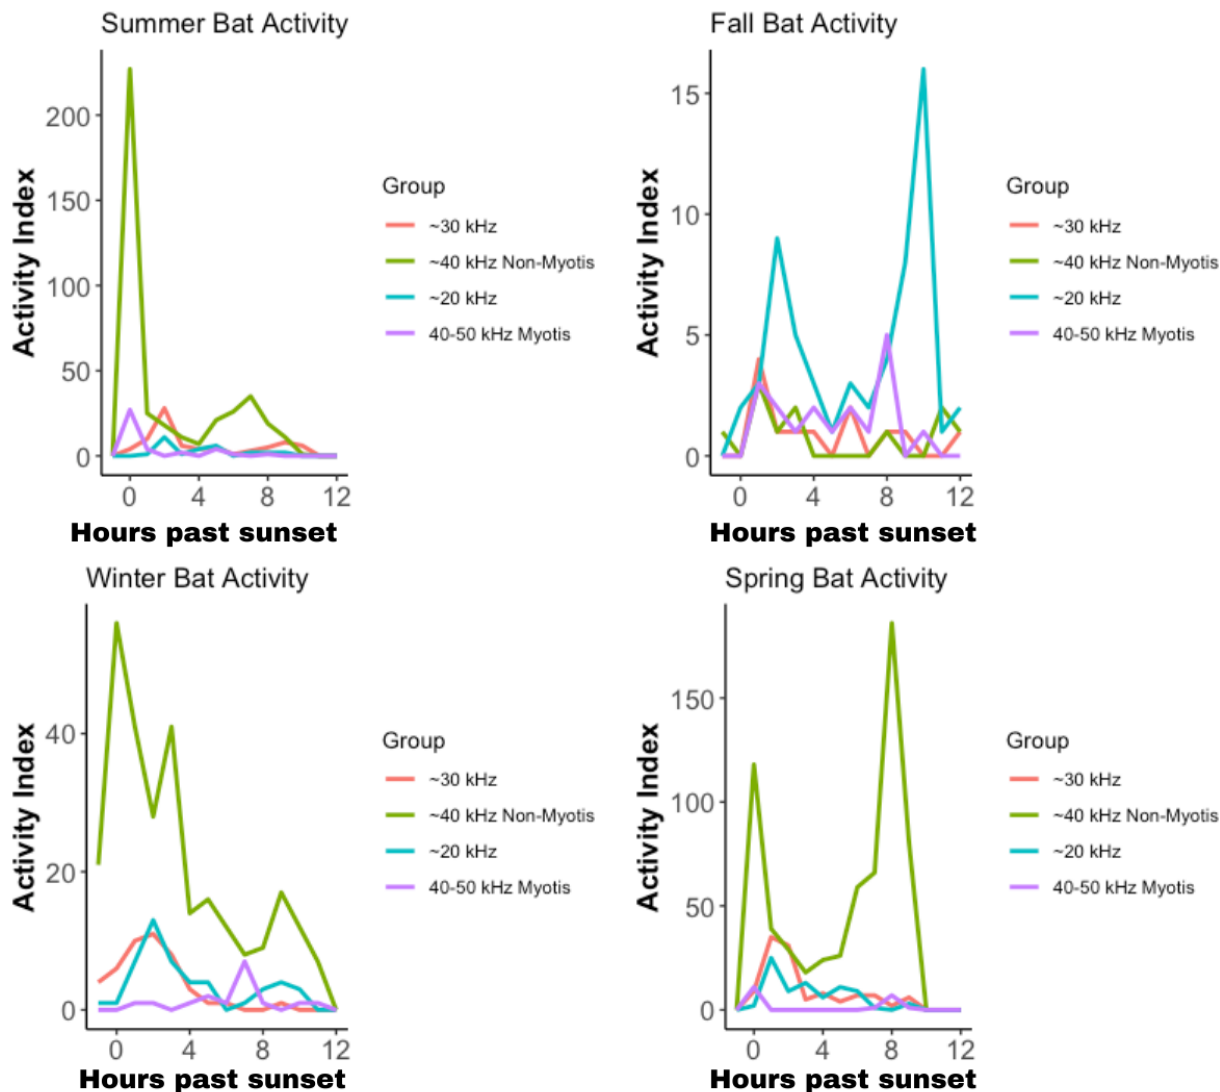 Summer Bat Activity
Activity Index
200
150
100
50
0
0 4 8 12
Hours past sunset
Group
~30 kHz
~40 kHz Non-Myotis
~20 kHz
40-50 kHz Myotis
Fall Bat Activity
Activity Index
15
10
5
0
0 4 8 12
Hours past sunset
Group
~30 kHz
~40 kHz Non-Myotis
~20 kHz
40-50 kHz Myotis
Winter Bat Activity
Activity Index
40
20
0
0 4 8 12
Hours past sunset
Group
~30 kHz
~40 kHz Non-Myotis
~20 kHz
40-50 kHz Myotis
Spring Bat Activity
Activity Index
150
100
50
0
0 4 8 12
Hours past sunset
Group
~30 kHz
~40 kHz Non-Myotis
~20 kHz
40-50 kHz Myotis